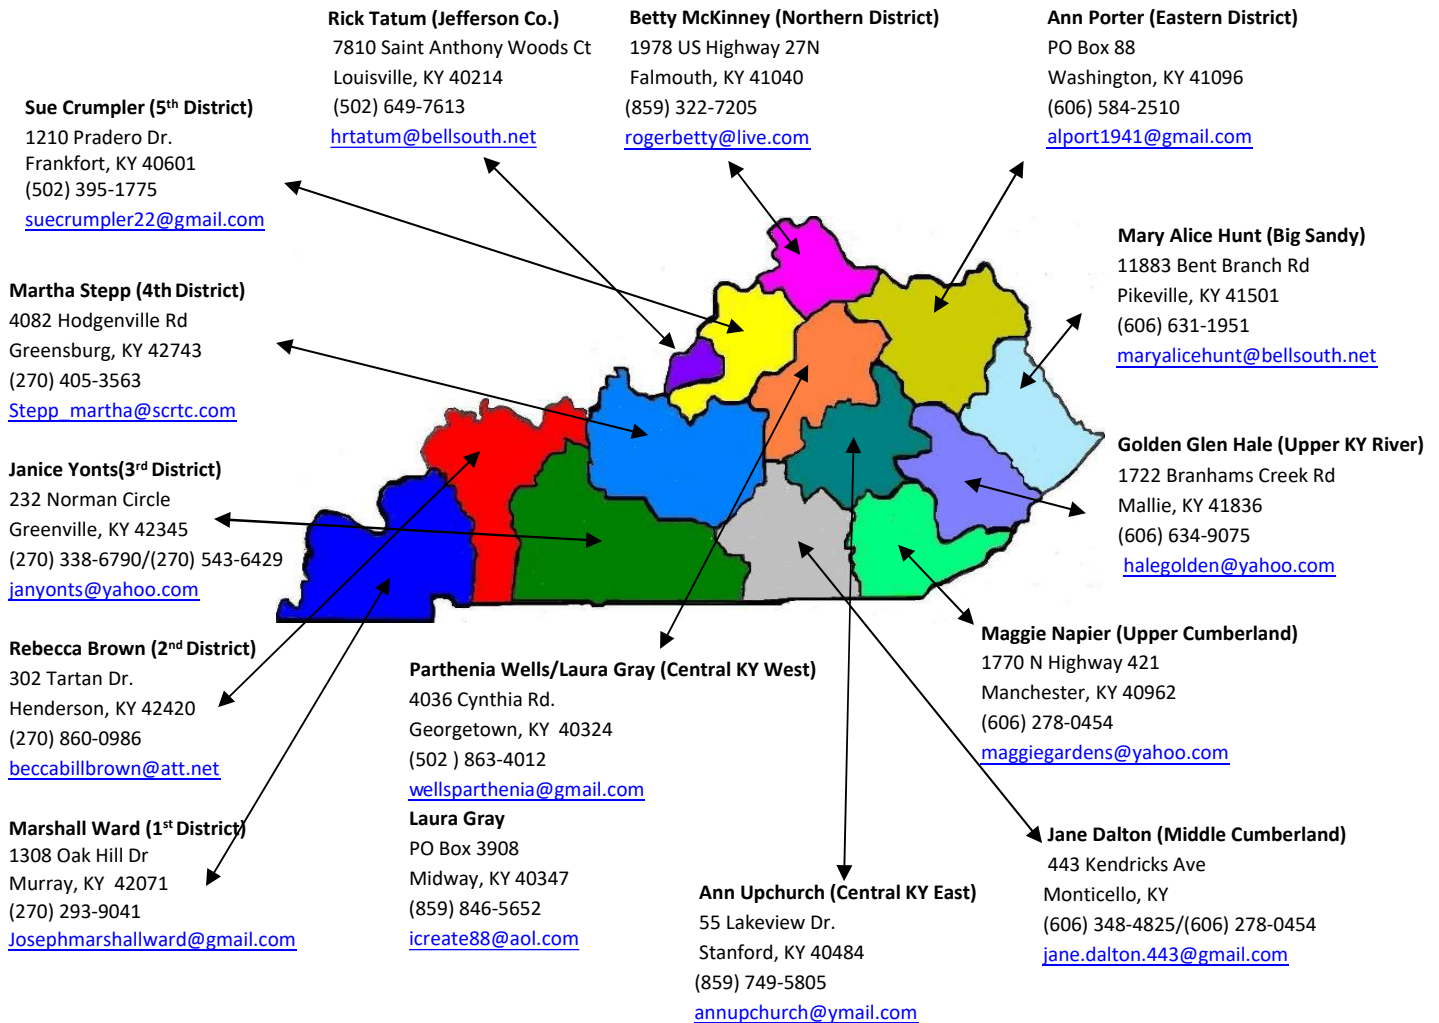 Rick Tatum (Jefferson Co.)
7810 Saint Anthony Woods Ct
Louisville, KY 40214
(502) 649-7613
hrtatum@bellsouth.net
Betty McKinney (Northern District)
1978 US Highway 27N
Falmouth, KY 41040
(859) 322-7205
rogerbetty@live.com
Ann Porter (Eastern District)
PO Box 88
Washington, KY 41096
(606) 584-2510
alport1941@gmail.com
Sue Crumpler (5th District)
1210 Pradero Dr.
Frankfort, KY 40601
(502) 395-1775
suecrumpler22@gmail.com
Mary Alice Hunt (Big Sandy)
11883 Bent Branch Rd
Pikeville, KY 41501
(606) 631-1951
maryalicehunt@bellsouth.net
Martha Stepp (4th District)
4082 Hodgenville Rd
Greensburg, KY 42743
(270) 405-3563
Stepp_martha@scrtc.com
Golden Glen Hale (Upper KY River)
1722 Branhams Creek Rd
Mallie, KY 41836
(606) 634-9075
halegolden@yahoo.com
Janice Yonts(3rd District)
232 Norman Circle
Greenville, KY 42345
(270) 338-6790/(270) 543-6429
janyonts@yahoo.com
Maggie Napier (Upper Cumberland)
1770 N Highway 421
Manchester, KY 40962
(606) 278-0454
maggiegardens@yahoo.com
Rebecca Brown (2nd District)
302 Tartan Dr.
Henderson, KY 42420
(270) 860-0986
beccabillbrown@att.net
Parthenia Wells/Laura Gray (Central KY West)
4036 Cynthia Rd.
Georgetown, KY  40324
(502 ) 863-4012
wellsparthenia@gmail.com
Laura Gray
PO Box 3908
Midway, KY 40347
(859) 846-5652
icreate88@aol.com
Marshall Ward (1st District)
1308 Oak Hill Dr
Murray, KY  42071
(270) 293-9041
Josephmarshallward@gmail.com
Ann Upchurch (Central KY East)
55 Lakeview Dr.
Stanford, KY 40484
(859) 749-5805
annupchurch@ymail.com
Jane Dalton (Middle Cumberland)
443 Kendricks Ave
Monticello, KY
(606) 348-4825/(606) 278-0454
jane.dalton.443@gmail.com